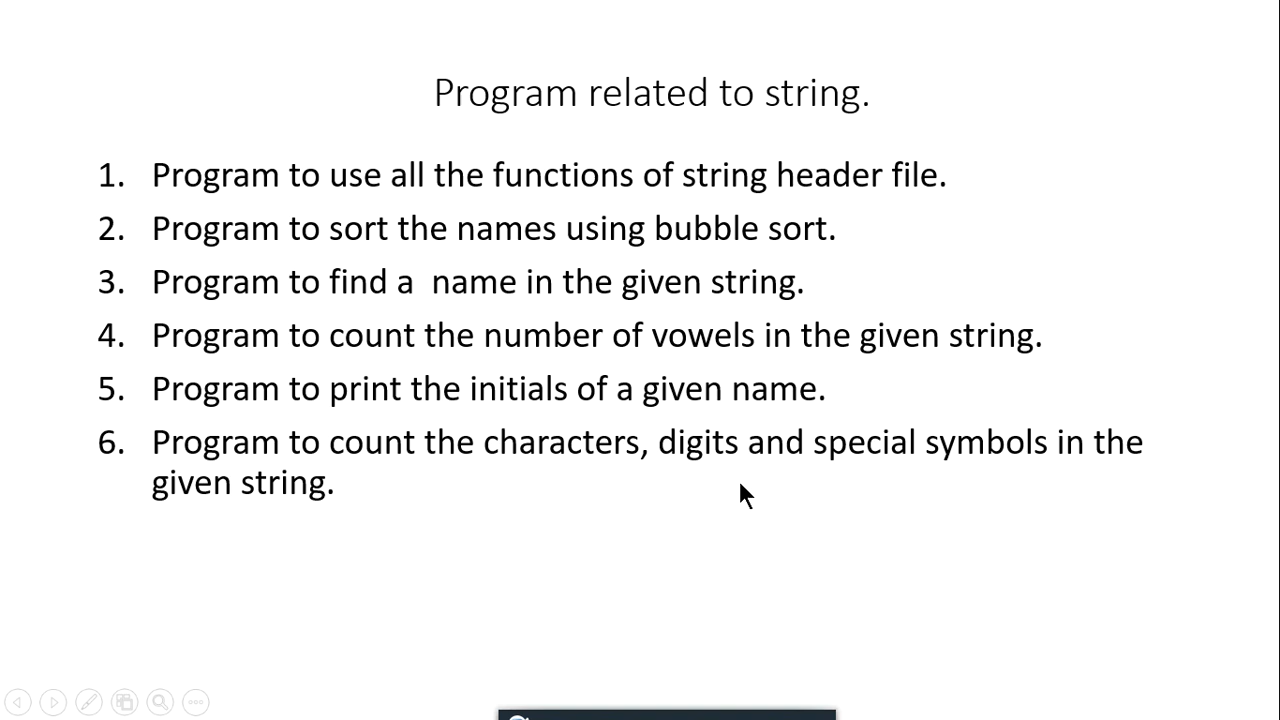 Program related to string.
1. Program to use all the functions of string header file.
2. Program to sort the names using bubble sort.
3. Program to find a  name in the given string.
4. Program to count the number of vowels in the given string.
5. Program to print the initials of a given name.
6. Program to count the characters, digits and special symbols in the
given string.